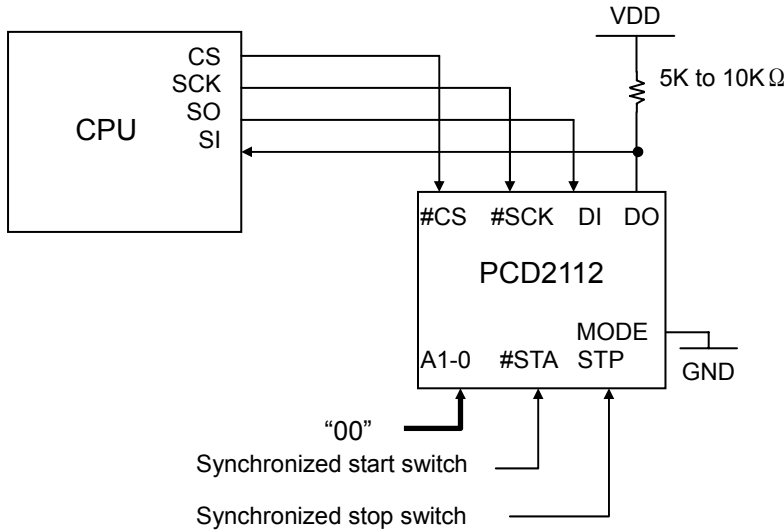 VDD
CS
SCK
SO
SI
CPU
5K to 10KΩ
#CS #SCK DI DO
PCD2112
MODE
A1-0 #STA STP
GND
“00”
Synchronized start switch
Synchronized stop switch